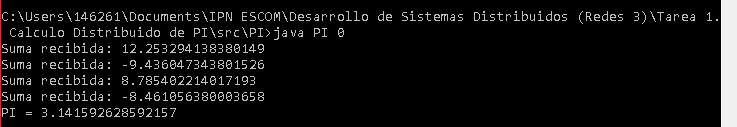 C:\Users\146261\Documents\IPN ESCOM\Desarrollo de Sistemas Distribuidos (Redes 3)\Tarea 1.
 Calculo Distribuido de PI\src\PI>java PI 0
Suma recibida: 12.253294138380149
Suma recibida: -9.436047343801526
Suma recibida: 8.785402214017193
Suma recibida: -8.461056380003658
PI = 3.141592628592157